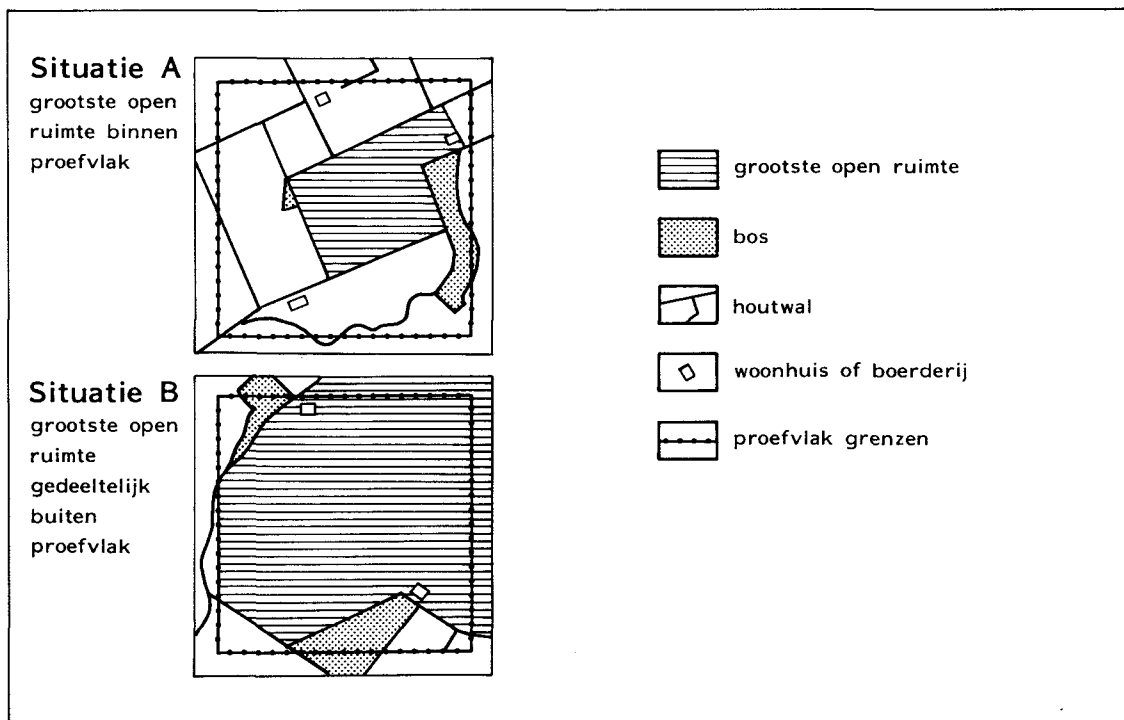 Situatie A
grootste open
ruimte binnen
proefvlak
Situatie B
grootste open
ruimte
gedeeltelijk
buiten
proefvlak
grootste open ruimte
bos
houtwal
woonhuis of boerderij
proefvlak grenzen